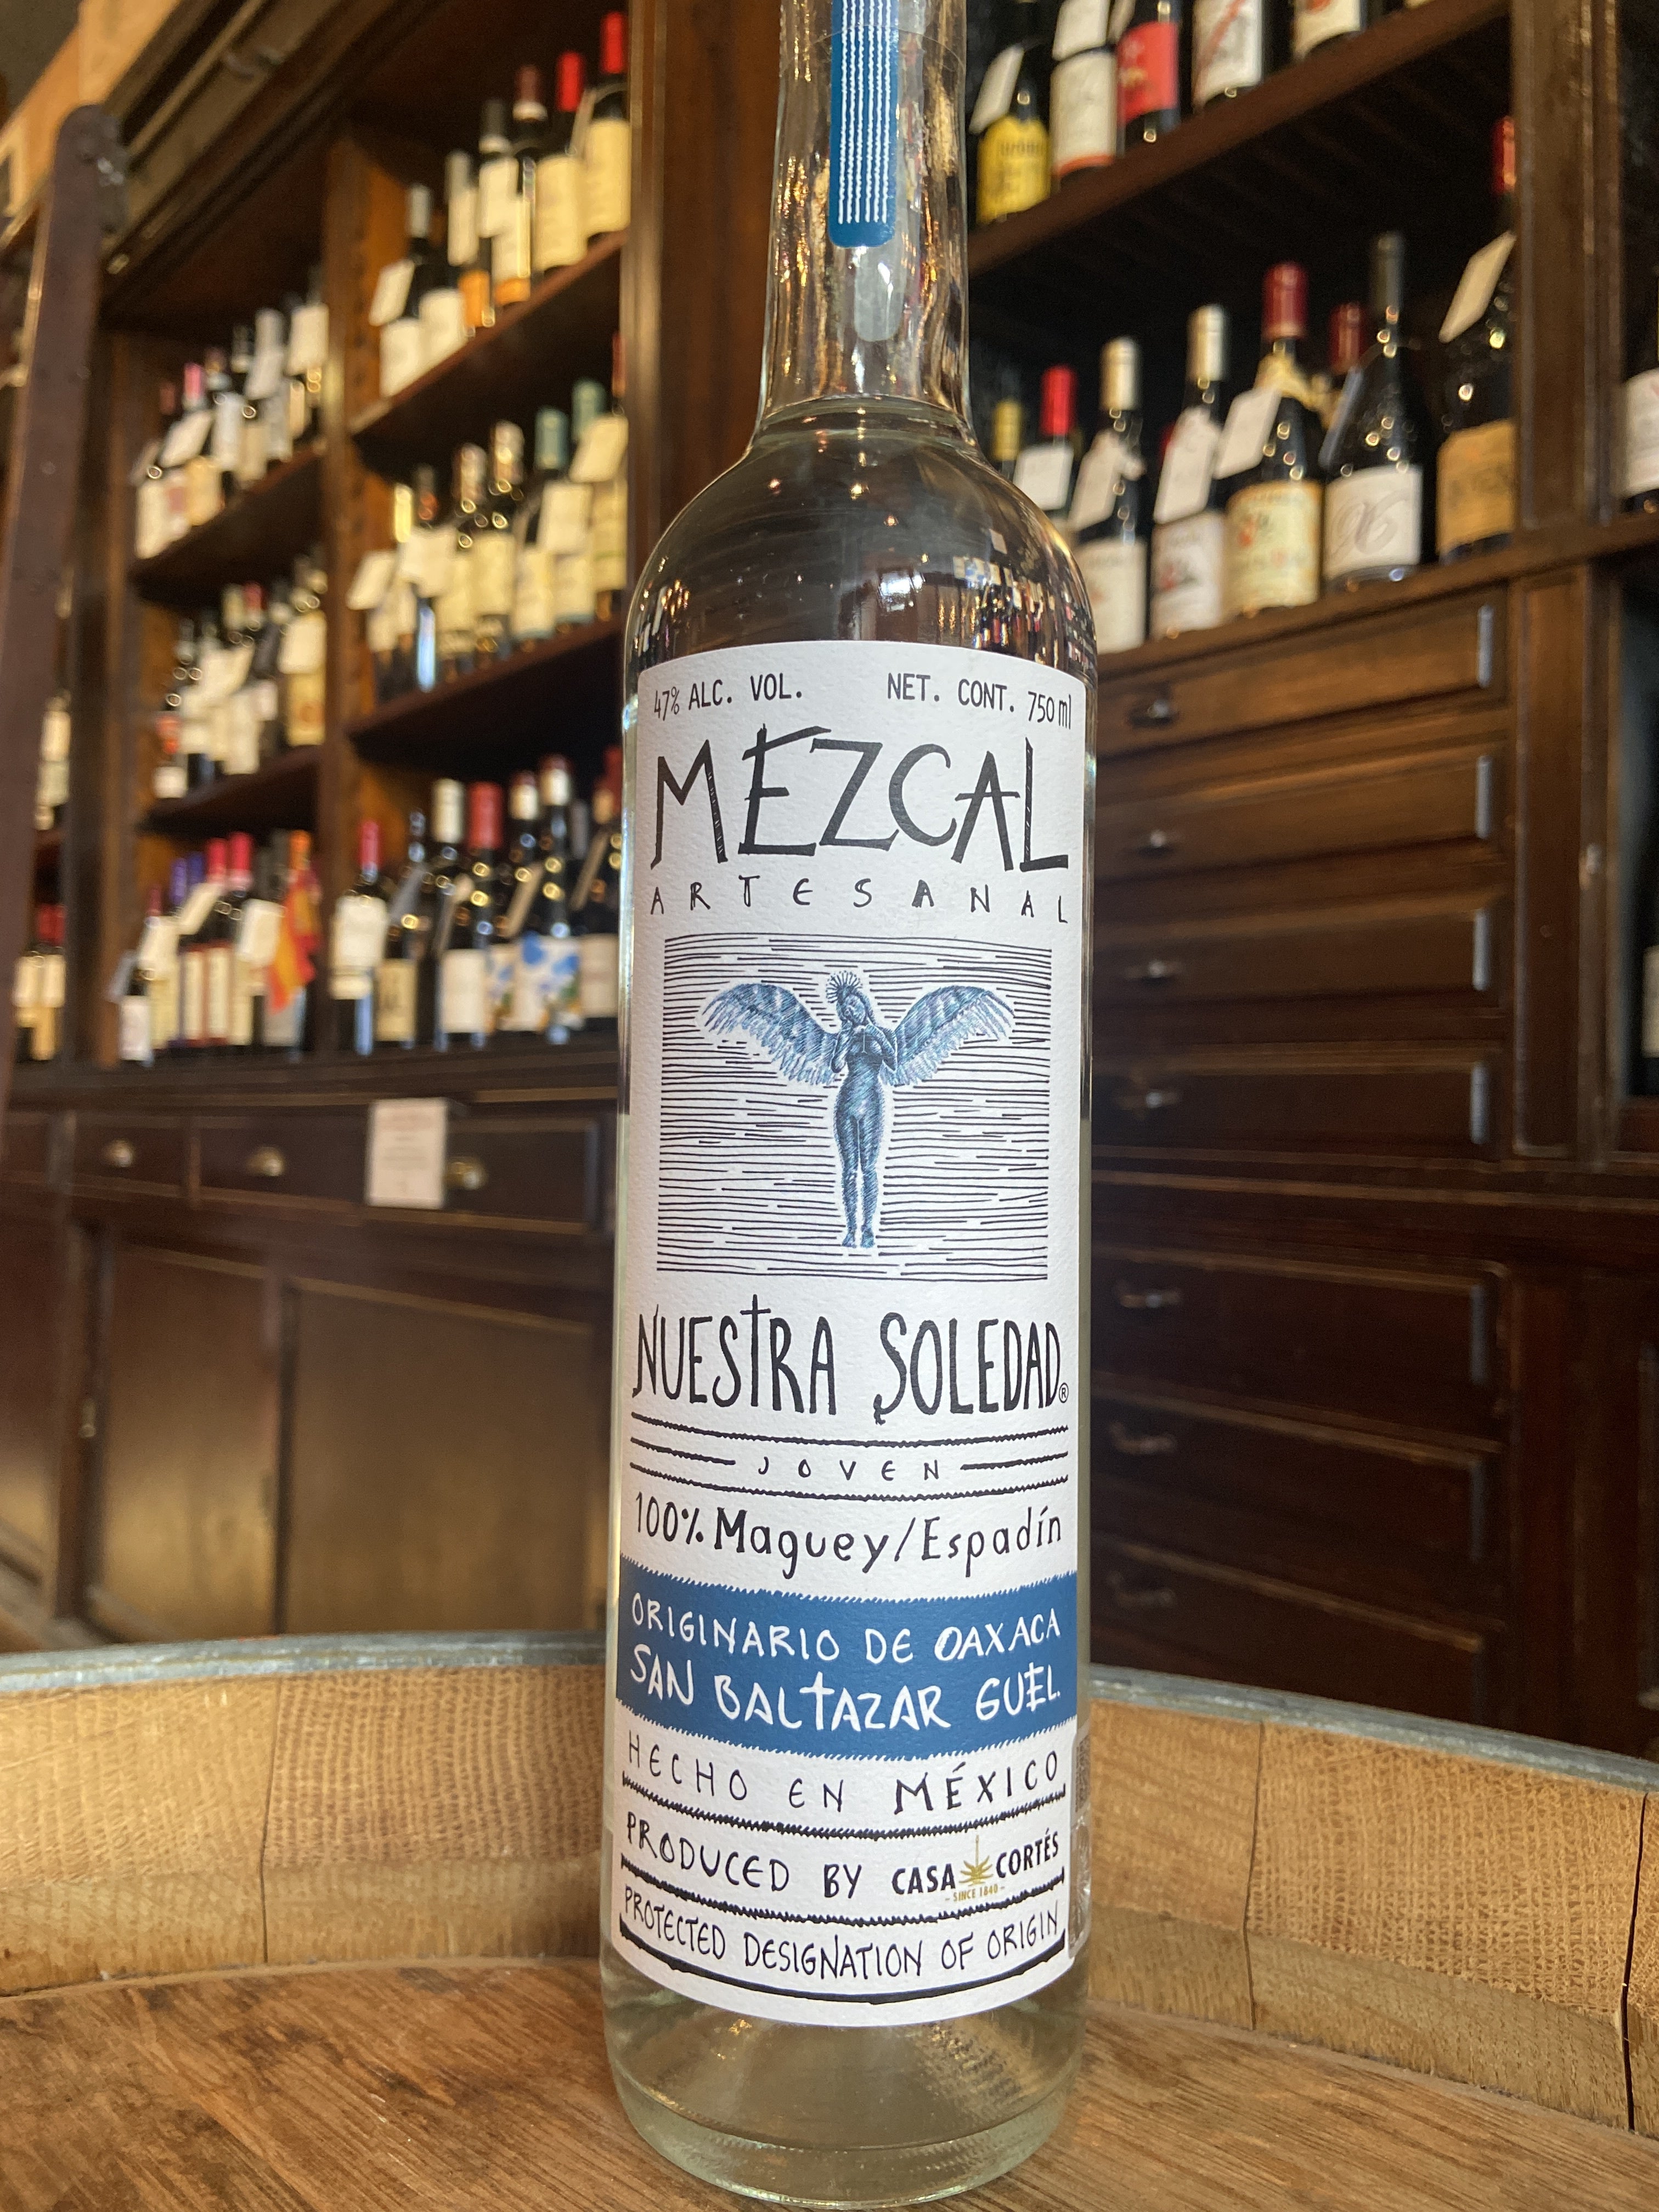 47% ALC. VOL. NET. CONT. 750 ml
MEZCAL
ARTESANAL
NUESTRA SOLEDAD®
JOVEN
100% Maguey/Espadín
ORIGINARIO DE OAXACA
SAN BALTAZAR GUEL.
HECHO EN MÉXICO
PRODUCED BY CASA CORTÉS
- SINCE 1840 -
PROTECTED DESIGNATION OF ORIGIN